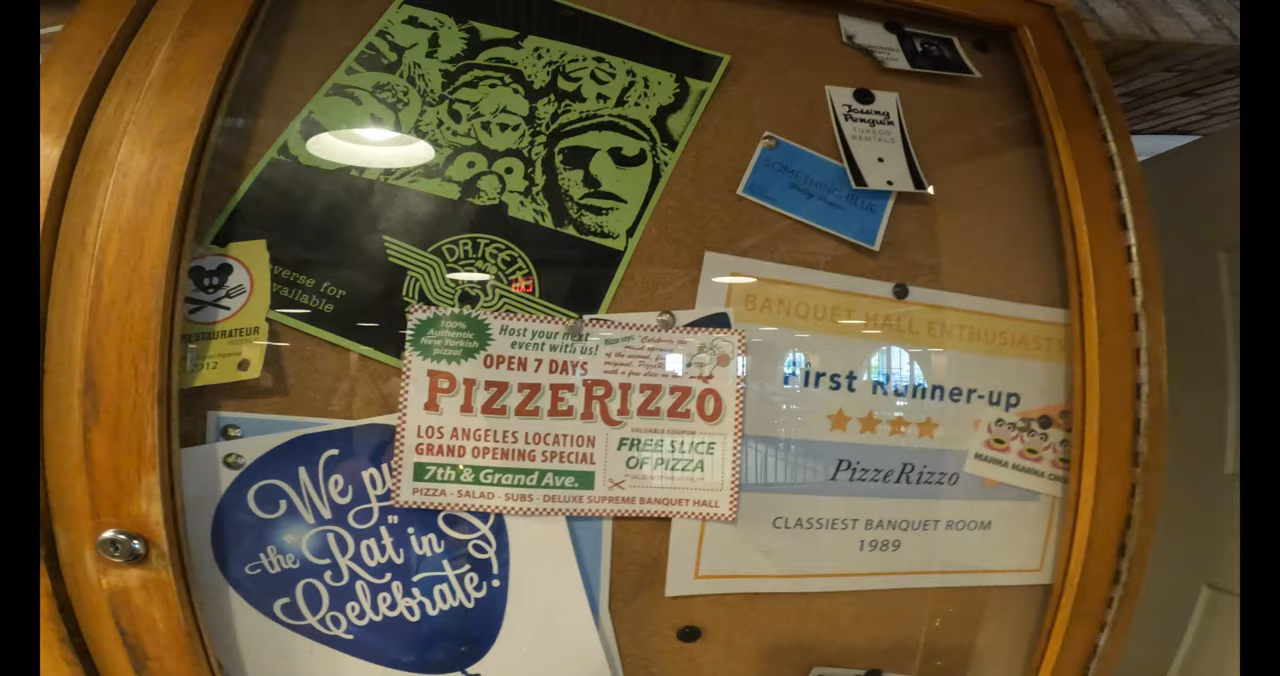 Tossing
Penguin
TUXEDO
RENTALS
SOMETHING BLUE
DR. TEETH
everse for
vailable
RESTAURATEUR
2012
100%
Authentic
New Yorkish
pizza!
Host your next
event with us!
OPEN 7 DAYS
PIZZERIZZO
LOS ANGELES LOCATION
GRAND OPENING SPECIAL
7th & Grand Ave.
VALUABLE COUPON
FREE SLICE
OF PIZZA
PIZZA - SALAD - SUBS - DELUXE SUPREME BANQUET HALL
BANQUET HALL ENTHUSIASTS
First Runner-up
PizzeRizzo
CLASSIEST BANQUET ROOM
1989
MAHNA MAHNA
We pu
the "Rat" in
Celebrate!